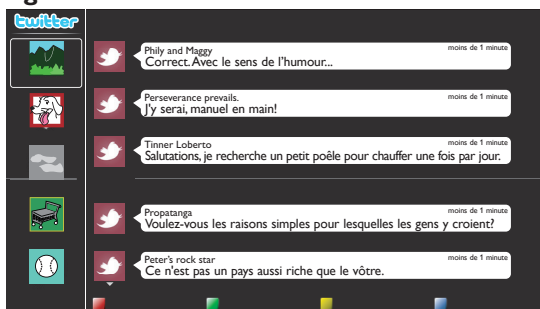 twitter
Phily and Maggy
moins de 1 minute
Correct. Avec le sens de l'humour...
Perseverance prevails.
moins de 1 minute
J'y serai, manuel en main!
Tinner Loberto
moins de 1 minute
Salutations, je recherche un petit poêle pour chauffer une fois par jour.
Propatanga
moins de 1 minute
Voulez-vous les raisons simples pour lesquelles les gens y croient?
Peter's rock star
moins de 1 minute
Ce n'est pas un pays aussi riche que le vôtre.